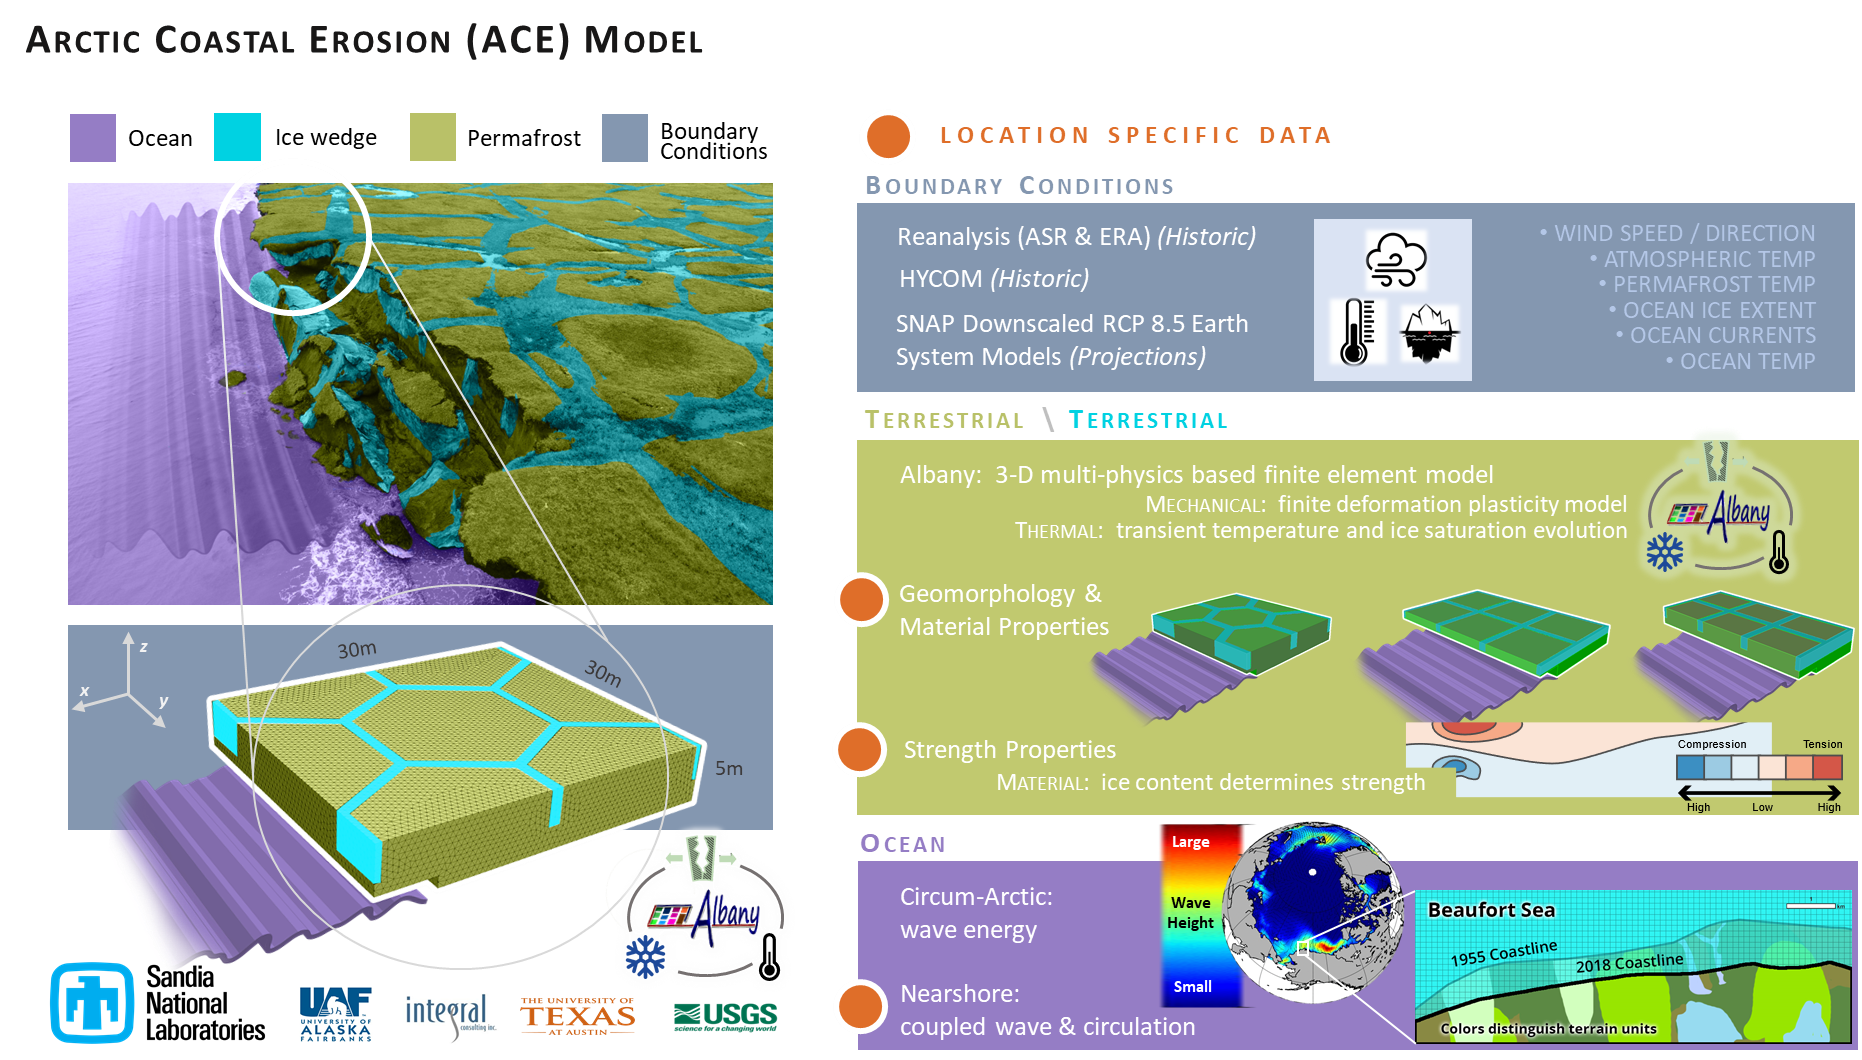 ARCTIC COASTAL EROSION (ACE) MODEL
Ocean
Ice wedge
Permafrost
Boundary
Conditions
z
x
y
30m
30m
5m
Albany
Sandia
National
Laboratories
UAF
UNIVERSITY OF
ALASKA
FAIRBANKS
integral
consulting inc.
THE UNIVERSITY OF
TEXAS
AT AUSTIN
USGS
science for a changing world
LOCATION SPECIFIC DATA
BOUNDARY CONDITIONS
Reanalysis (ASR & ERA) (Historic)
HYCOM (Historic)
SNAP Downscaled RCP 8.5 Earth
System Models (Projections)
• WIND SPEED / DIRECTION
• ATMOSPHERIC TEMP
• PERMAFROST TEMP
• OCEAN ICE EXTENT
• OCEAN CURRENTS
• OCEAN TEMP
TERRESTRIAL \ TERRESTRIAL
Albany: 3-D multi-physics based finite element model
MECHANICAL: finite deformation plasticity model
THERMAL: transient temperature and ice saturation evolution
Albany
Geomorphology &
Material Properties
Strength Properties
MATERIAL: ice content determines strength
Compression Tension
High Low High
OCEAN
Circum-Arctic:
wave energy
Nearshore:
coupled wave & circulation
Large
Wave
Height
Small
Beaufort Sea
1955 Coastline
2018 Coastline
Colors distinguish terrain units